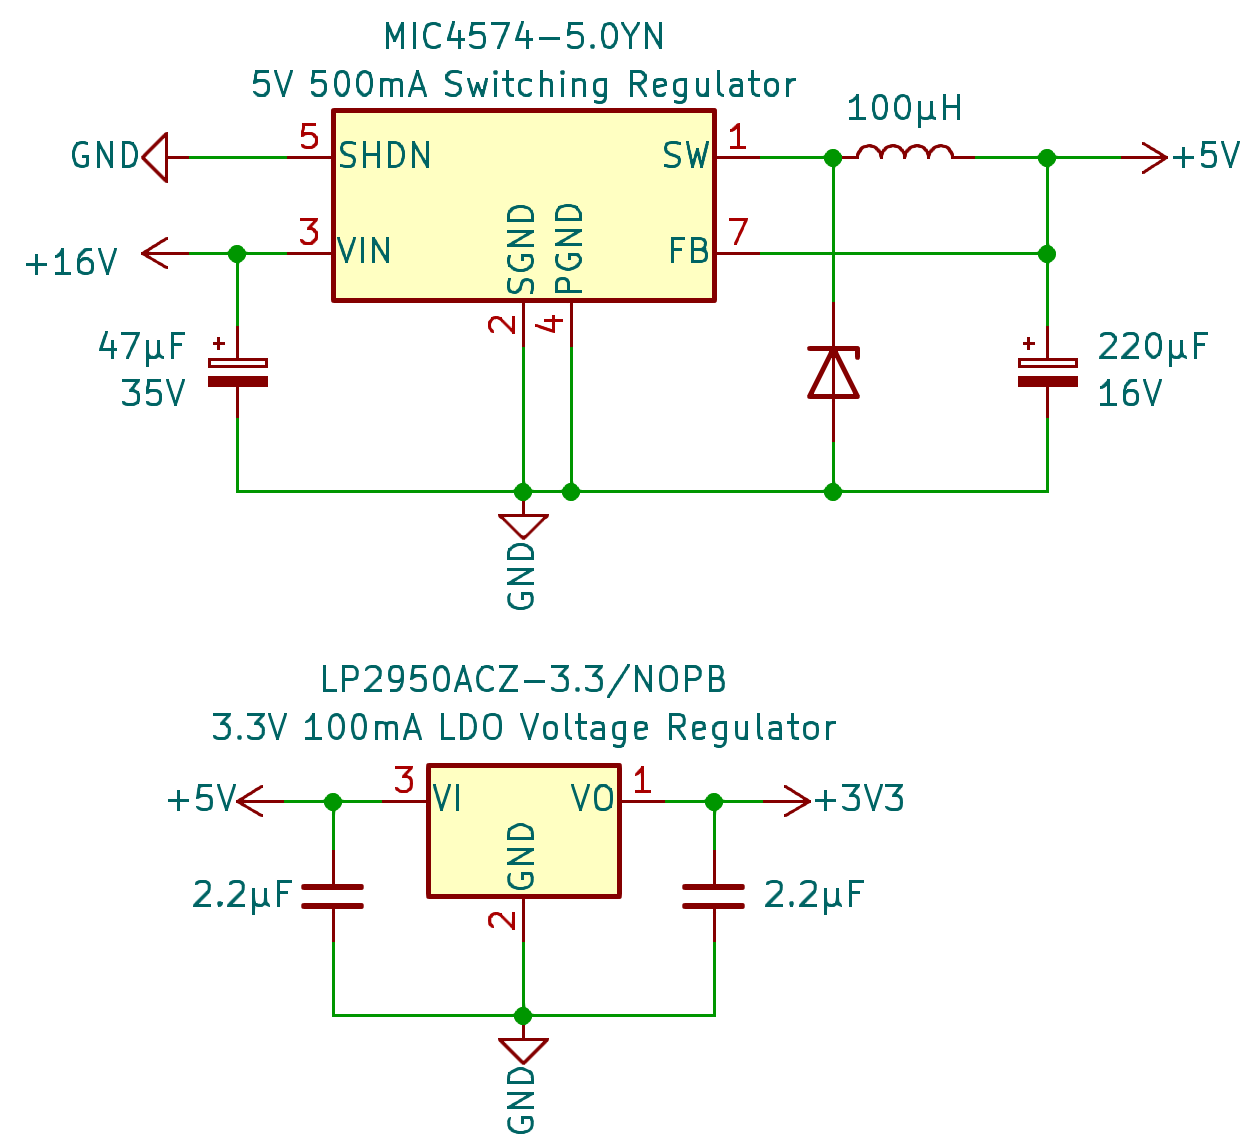 MIC4574-5.0YN
5V 500mA Switching Regulator
100µH
GND
5
SHDN
SW
1
+5V
+16V
3
VIN
SGND
PGND
FB
7
2
4
47µF
35V
+
+
220µF
16V
GND
LP2950ACZ-3.3/NOPB
3.3V 100mA LDO Voltage Regulator
+5V
3
VI
VO
1
+3V3
GND
2.2µF
2
2.2µF
GND